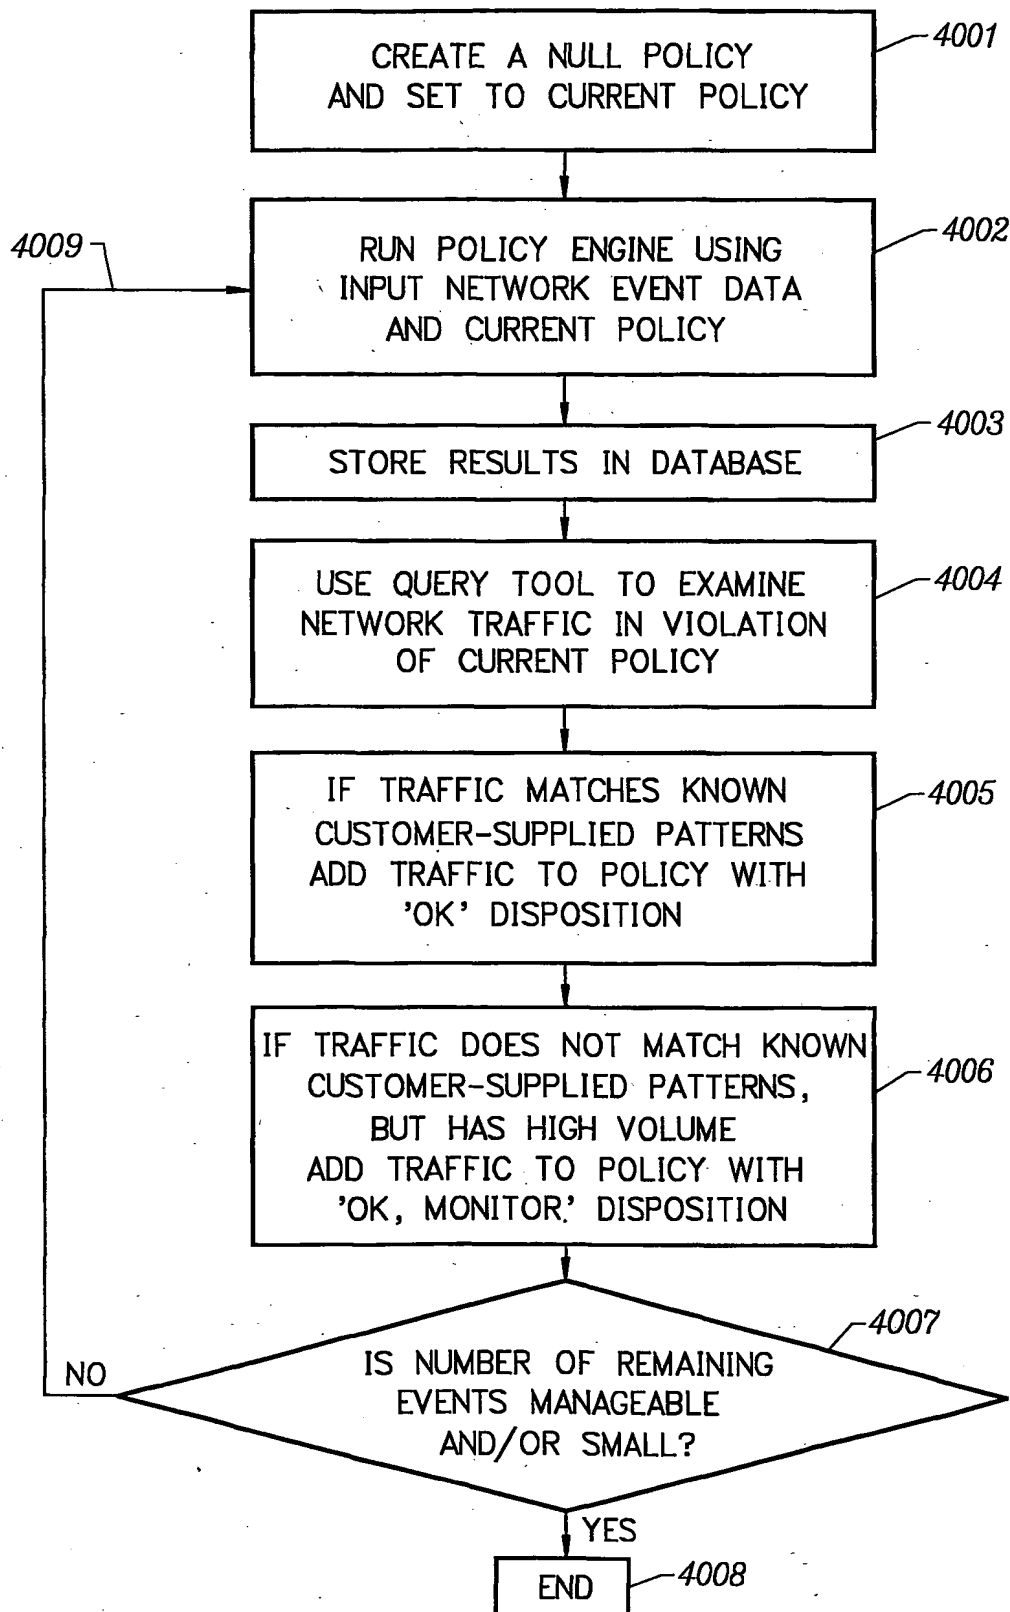 CREATE A NULL POLICY
AND SET TO CURRENT POLICY
4001
RUN POLICY ENGINE USING
INPUT NETWORK EVENT DATA
AND CURRENT POLICY
4002
4009
STORE RESULTS IN DATABASE
4003
USE QUERY TOOL TO EXAMINE
NETWORK TRAFFIC IN VIOLATION
OF CURRENT POLICY
4004
IF TRAFFIC MATCHES KNOWN
CUSTOMER-SUPPLIED PATTERNS
ADD TRAFFIC TO POLICY WITH
'OK' DISPOSITION
4005
IF TRAFFIC DOES NOT MATCH KNOWN
CUSTOMER-SUPPLIED PATTERNS,
BUT HAS HIGH VOLUME
ADD TRAFFIC TO POLICY WITH
'OK, MONITOR.' DISPOSITION
4006
IS NUMBER OF REMAINING
EVENTS MANAGEABLE
AND/OR SMALL?
4007
NO
YES
END
4008